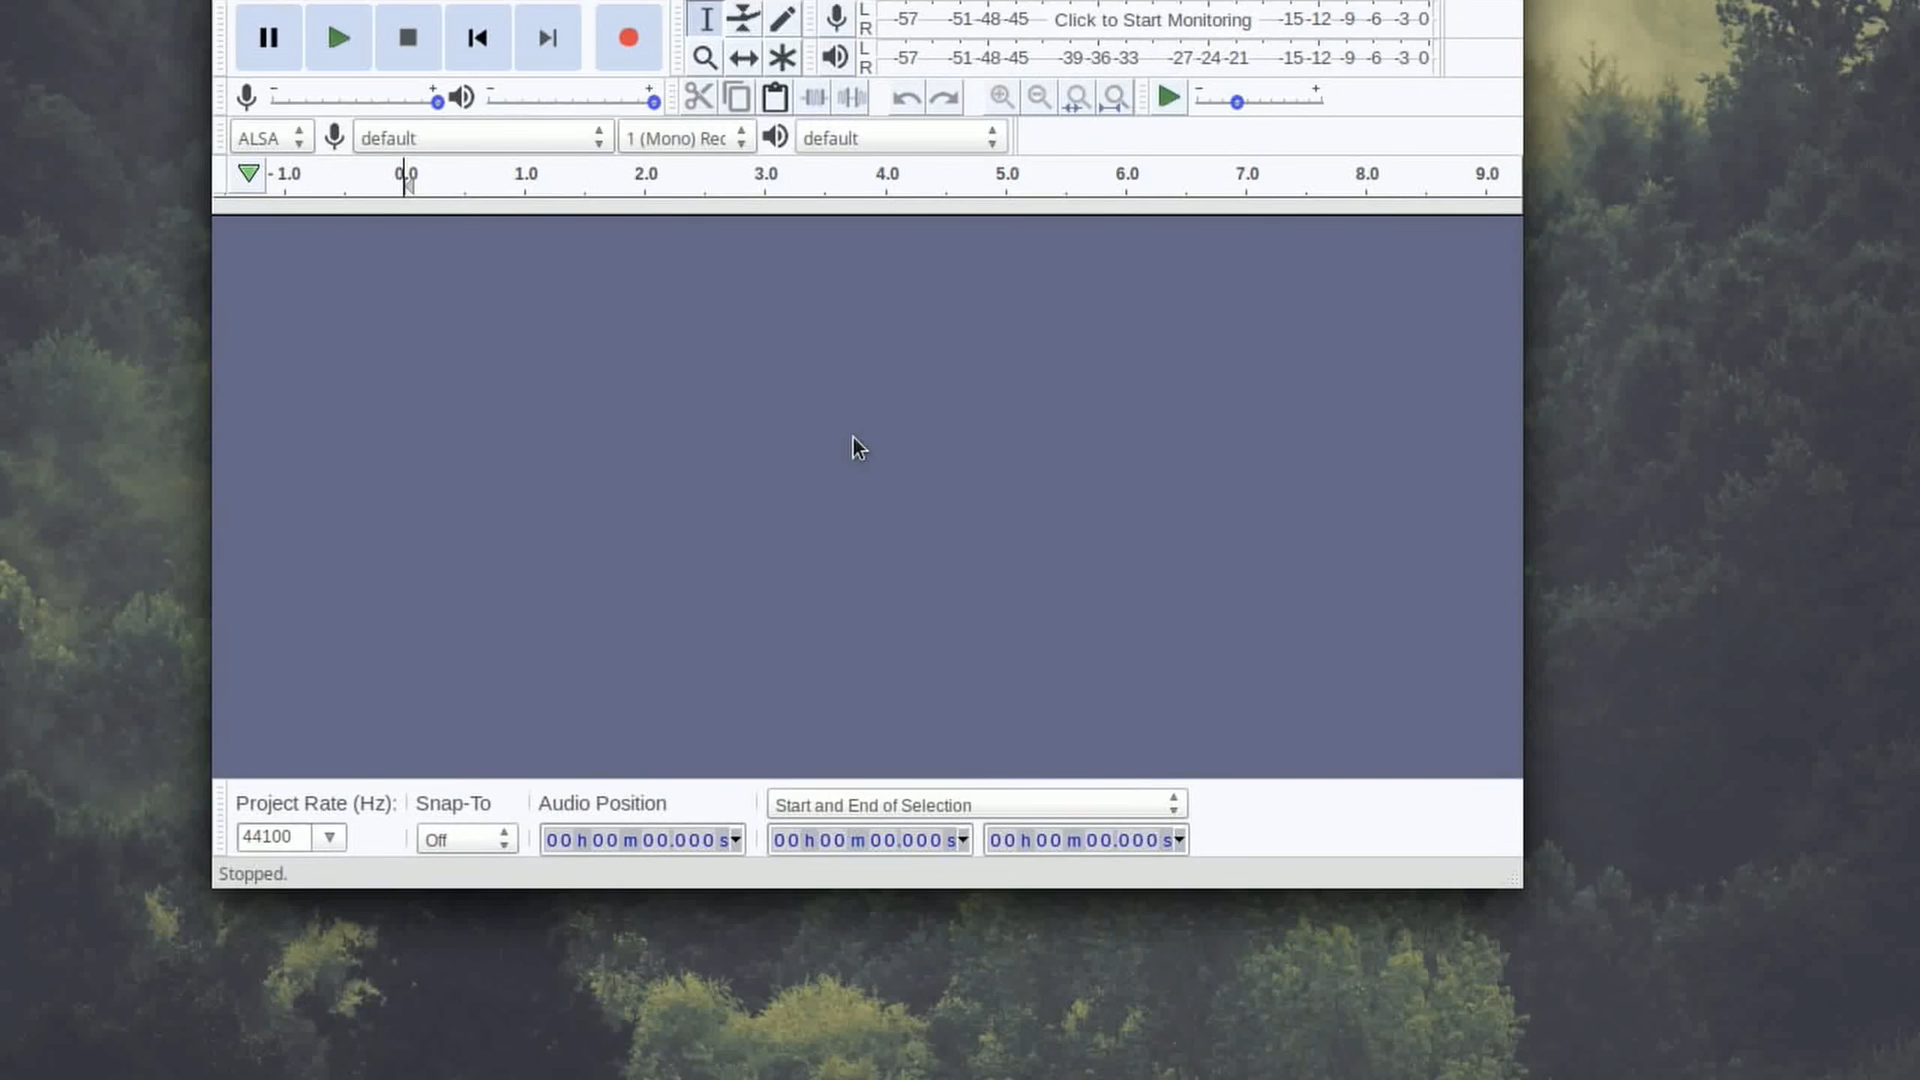 L
R
-57 -51 -48 -45 Click to Start Monitoring -15 -12 -9 -6 -3 0
L
R
-57 -51 -48 -45 -39 -36 -33 -27 -24 -21 -15 -12 -9 -6 -3 0
- + - + - +
ALSA default 1 (Mono) Rec default
- 1.0 0.0 1.0 2.0 3.0 4.0 5.0 6.0 7.0 8.0 9.0
Project Rate (Hz): Snap-To Audio Position Start and End of Selection
44100 Off 00 h 00 m 00.000 s 00 h 00 m 00.000 s 00 h 00 m 00.000 s
Stopped.